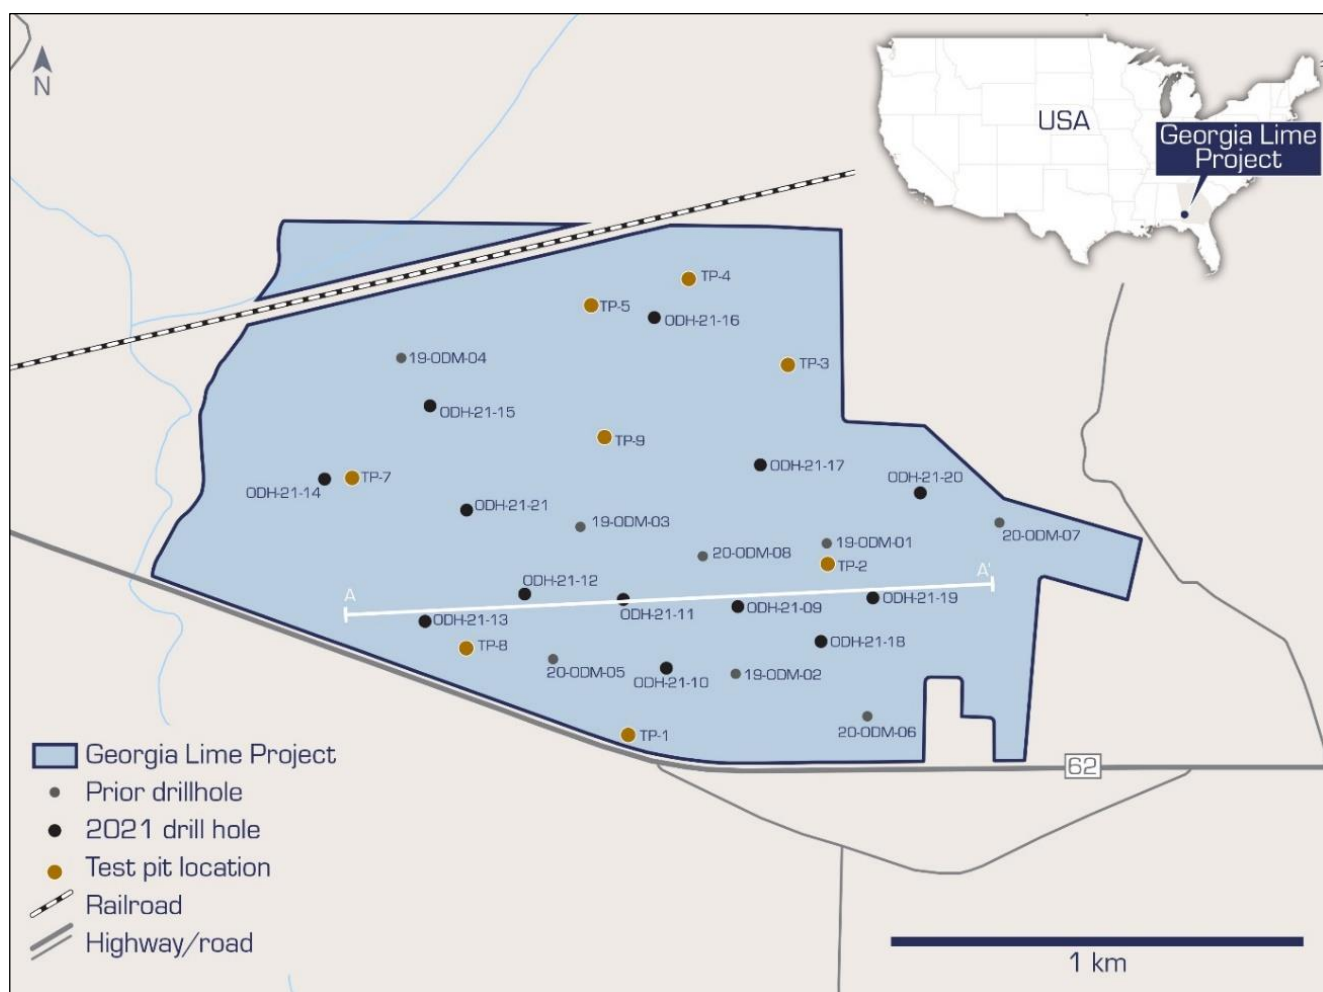 N
USA
Georgia Lime
Project
TP-4
TP-5
ODH-21-16
19-ODM-04
TP-3
ODH-21-15
TP-9
ODH-21-17
ODH-21-14
TP-7
ODH-21-20
ODH-21-21
19-ODM-03
20-ODM-07
19-ODM-01
20-ODM-08
TP-2
A
A'
ODH-21-12
ODH-21-11
ODH-21-09
ODH-21-19
ODH-21-13
TP-8
ODH-21-18
20-ODM-05
ODH-21-10
19-ODM-02
TP-1
20-ODM-06
62
Georgia Lime Project
Prior drillhole
2021 drill hole
Test pit location
Railroad
Highway/road
1 km